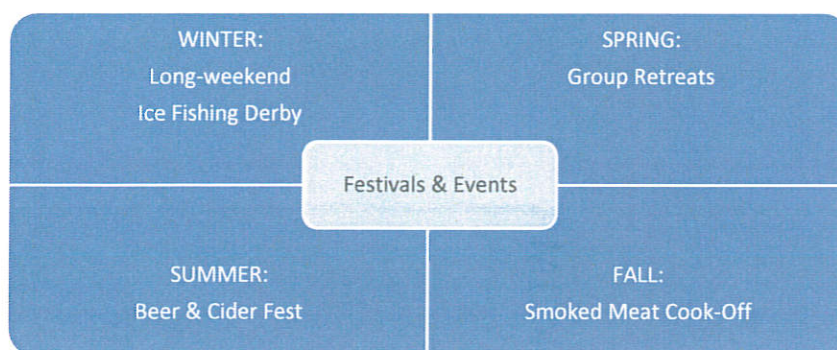 WINTER:
Long-weekend
Ice Fishing Derby
SPRING:
Group Retreats
Festivals & Events
SUMMER:
Beer & Cider Fest
FALL:
Smoked Meat Cook-Off